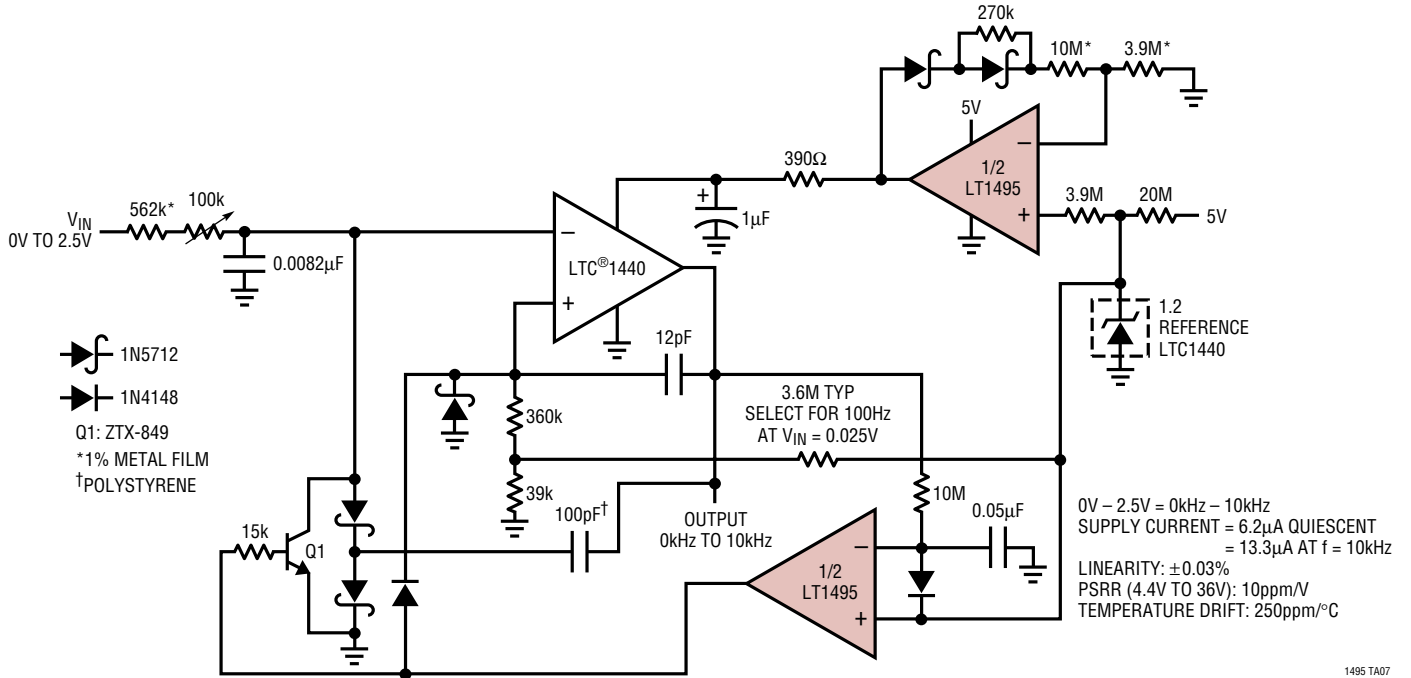 270k
10M*
3.9M*
5V
390Ω
1/2
LT1495
–
+
3.9M
20M
5V
+
1µF
562k*
100k
VIN
0V TO 2.5V
0.0082µF
–
LTC®1440
+
1.2
REFERENCE
LTC1440
12pF
1N5712
1N4148
Q1: ZTX-849
*1% METAL FILM
†POLYSTYRENE
360k
3.6M TYP
SELECT FOR 100Hz
AT VIN = 0.025V
39k
100pF†
OUTPUT
0kHz TO 10kHz
10M
0.05µF
15k
Q1
1/2
LT1495
–
+
0V – 2.5V = 0kHz – 10kHz
SUPPLY CURRENT = 6.2µA QUIESCENT
= 13.3µA AT f = 10kHz
LINEARITY: ±0.03%
PSRR (4.4V TO 36V): 10ppm/V
TEMPERATURE DRIFT: 250ppm/°C
1495 TA07